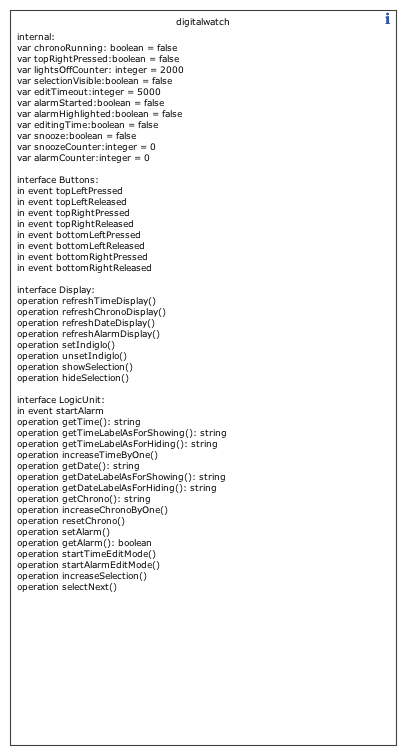 digitalwatch
i
internal:
var chronoRunning: boolean = false
var topRightPressed:boolean = false
var lightsOffCounter: integer = 2000
var selectionVisible:boolean = false
var editTimeout:integer = 5000
var alarmStarted:boolean = false
var alarmHighlighted:boolean = false
var editingTime:boolean = false
var snooze:boolean = false
var snoozeCounter:integer = 0
var alarmCounter:integer = 0
interface Buttons:
in event topLeftPressed
in event topLeftReleased
in event topRightPressed
in event topRightReleased
in event bottomLeftPressed
in event bottomLeftReleased
in event bottomRightPressed
in event bottomRightReleased
interface Display:
operation refreshTimeDisplay()
operation refreshChronoDisplay()
operation refreshDateDisplay()
operation refreshAlarmDisplay()
operation setIndiglo()
operation unsetIndiglo()
operation showSelection()
operation hideSelection()
interface LogicUnit:
in event startAlarm
operation getTime(): string
operation getTimeLabelAsForShowing(): string
operation getTimeLabelAsForHiding(): string
operation increaseTimeByOne()
operation getDate(): string
operation getDateLabelAsForShowing(): string
operation getDateLabelAsForHiding(): string
operation getChrono(): string
operation increaseChronoByOne()
operation resetChrono()
operation setAlarm()
operation getAlarm(): boolean
operation startTimeEditMode()
operation startAlarmEditMode()
operation increaseSelection()
operation selectNext()